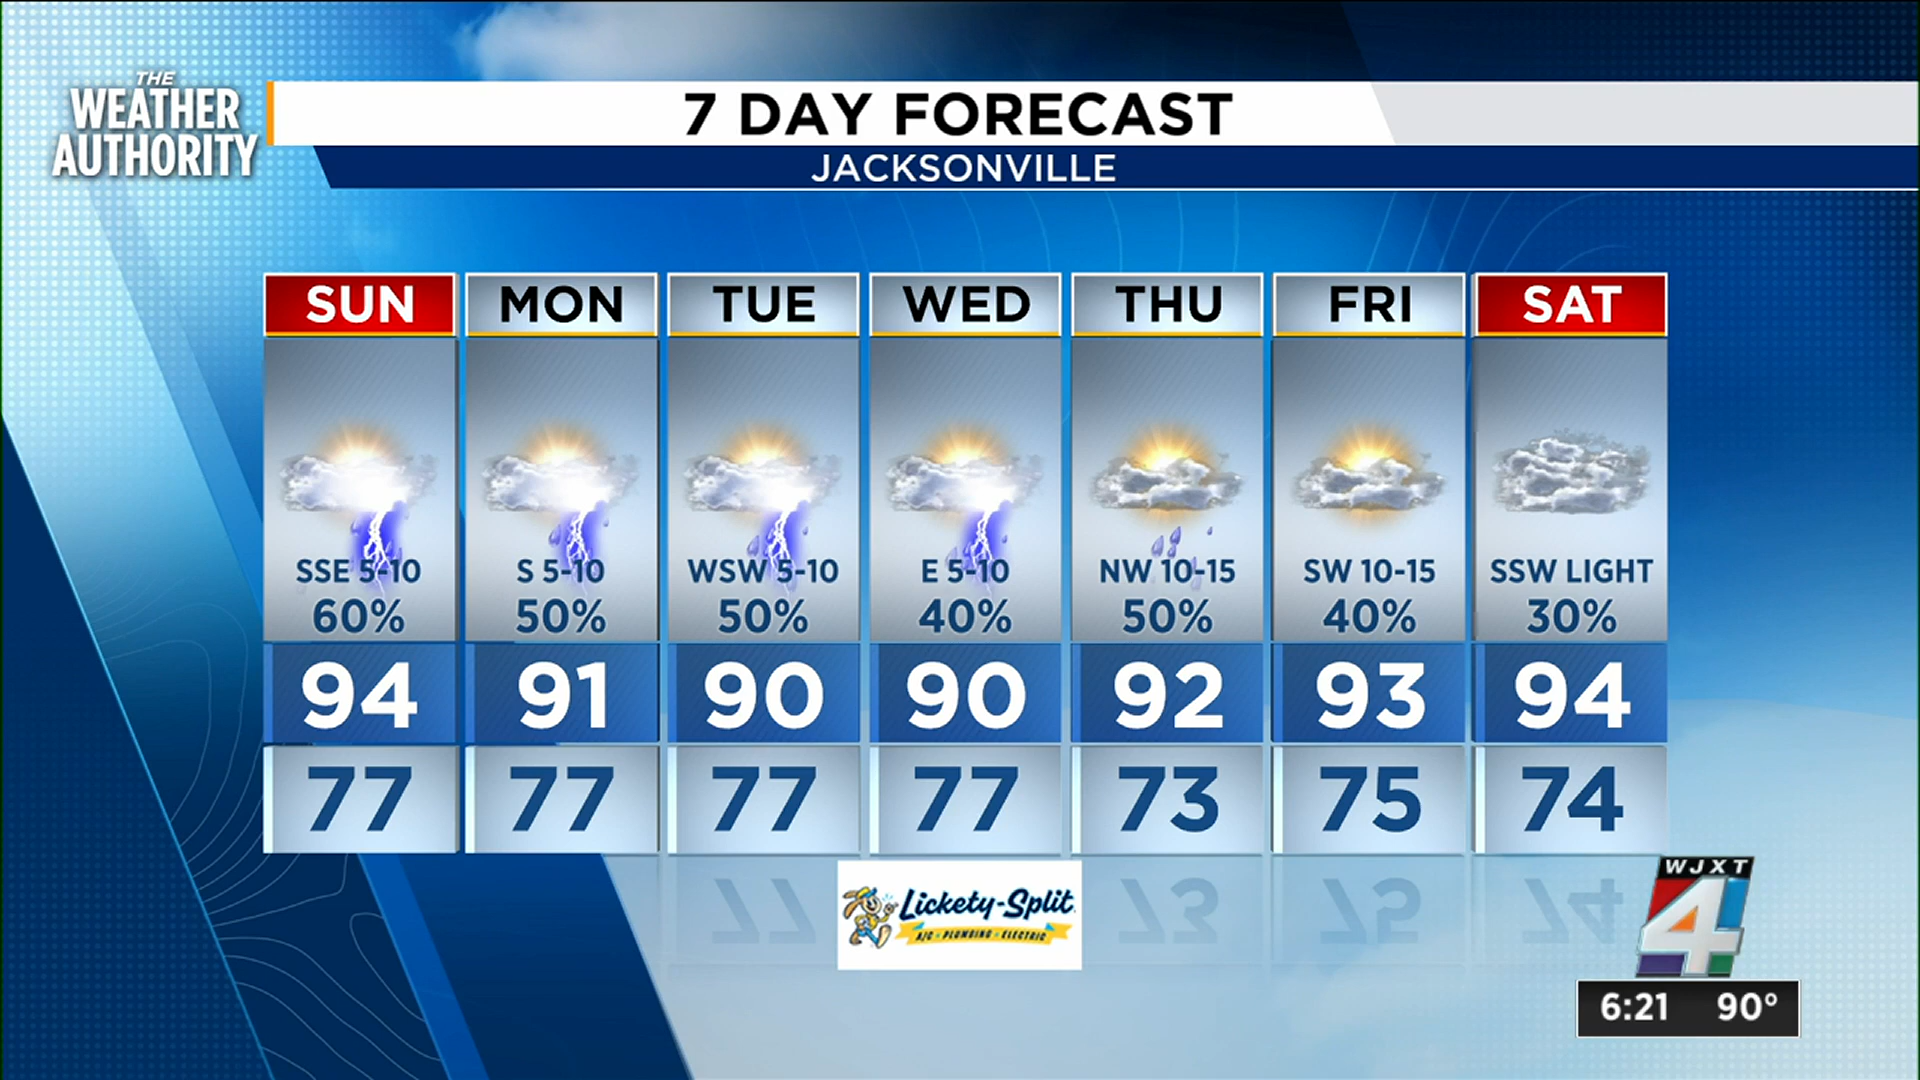 THE
WEATHER
AUTHORITY
7 DAY FORECAST
JACKSONVILLE
SUN MON TUE WED THU FRI SAT
SSE 5-10 S 5-10 WSW 5-10 E 5-10 NW 10-15 SW 10-15 SSW LIGHT
60% 50% 50% 40% 50% 40% 30%
94 91 90 90 92 93 94
77 77 77 77 73 75 74
Lickety-Split
A/C • PLUMBING • ELECTRIC
WJXT
4
6:21 90°